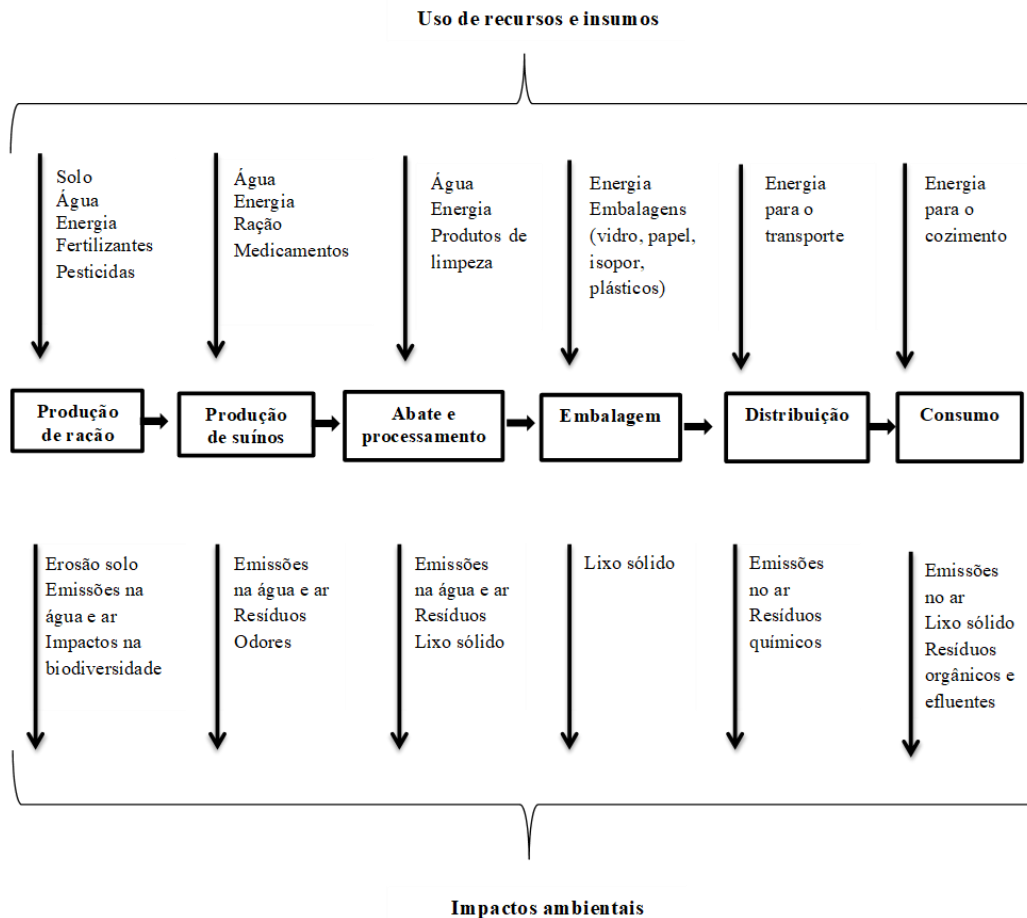 Uso de recursos e insumos
Solo
Água
Energia
Fertilizantes
Pesticidas
Água
Energia
Ração
Medicamentos
Água
Energia
Produtos de
limpeza
Energia
Embalagens
(vidro, papel,
isopor,
plásticos)
Energia
para o
transporte
Energia
para o
cozimento
Produção
de racão
Produção
de suínos
Abate e
processamento
Embalagem
Distribuição
Consumo
Erosão solo
Emissões na
água e ar
Impactos na
biodiversidade
Emissões
na água e ar
Resíduos
Odores
Emissões
na água e ar
Resíduos
Lixo sólido
Lixo sólido
Emissões
no ar
Resíduos
químicos
Emissões
no ar
Lixo sólido
Resíduos
orgânicos e
efluentes
Impactos ambientais